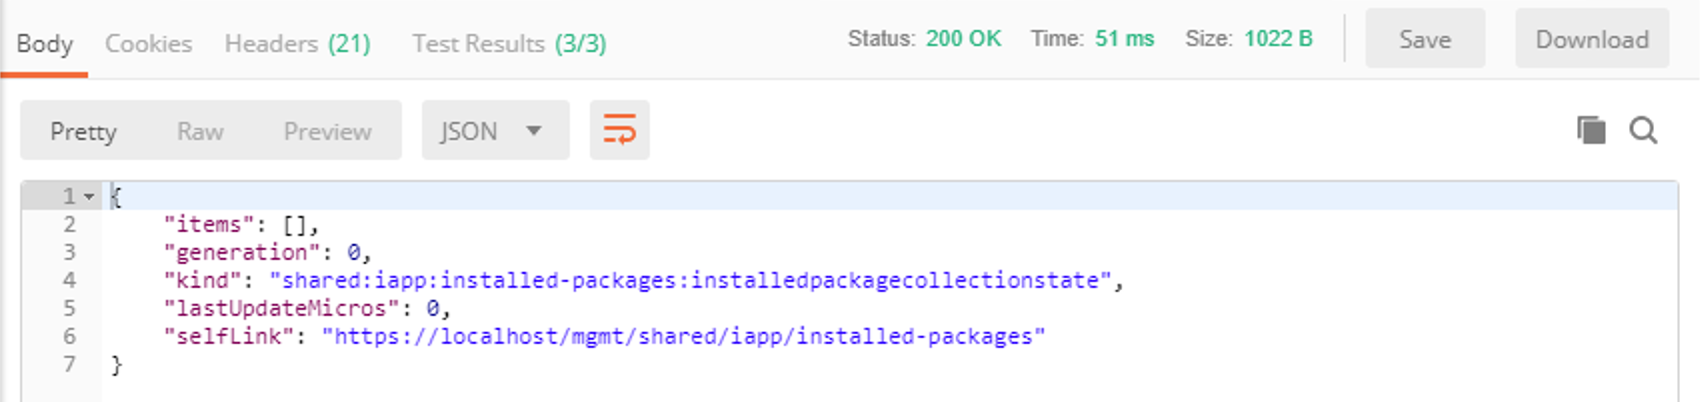 Body Cookies Headers (21) Test Results (3/3) Status: 200 OK Time: 51 ms Size: 1022 B Save Download
Pretty Raw Preview JSON
1 {
2 "items": [],
3 "generation": 0,
4 "kind": "shared:iapp:installed-packages:installedpackagecollectionstate",
5 "lastUpdateMicros": 0,
6 "selfLink": "https://localhost/mgmt/shared/iapp/installed-packages"
7 }